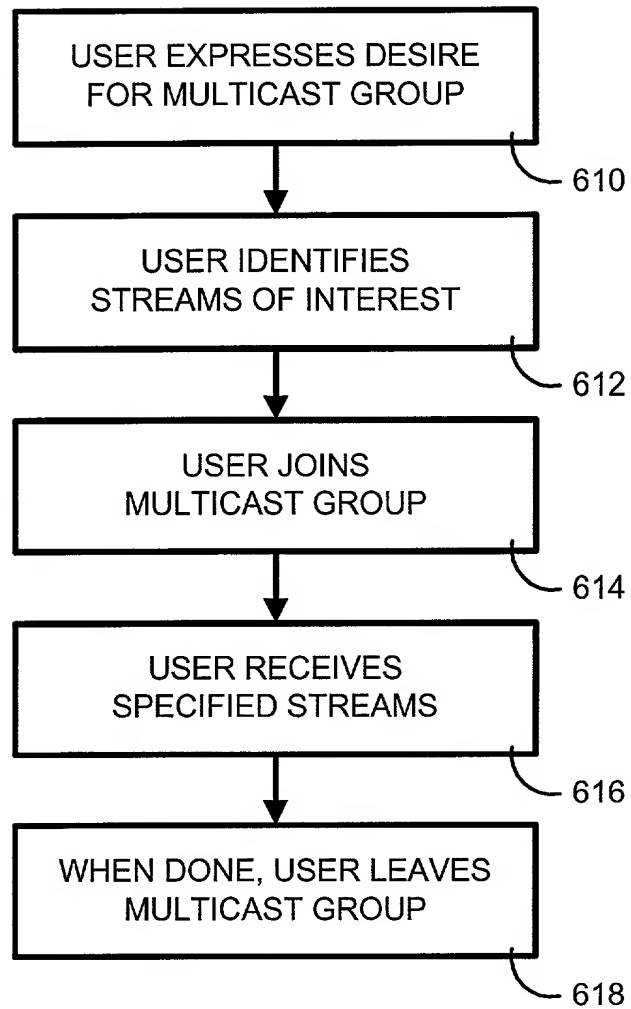 USER EXPRESSES DESIRE
FOR MULTICAST GROUP
610
USER IDENTIFIES
STREAMS OF INTEREST
612
USER JOINS
MULTICAST GROUP
614
USER RECEIVES
SPECIFIED STREAMS
616
WHEN DONE, USER LEAVES
MULTICAST GROUP
618